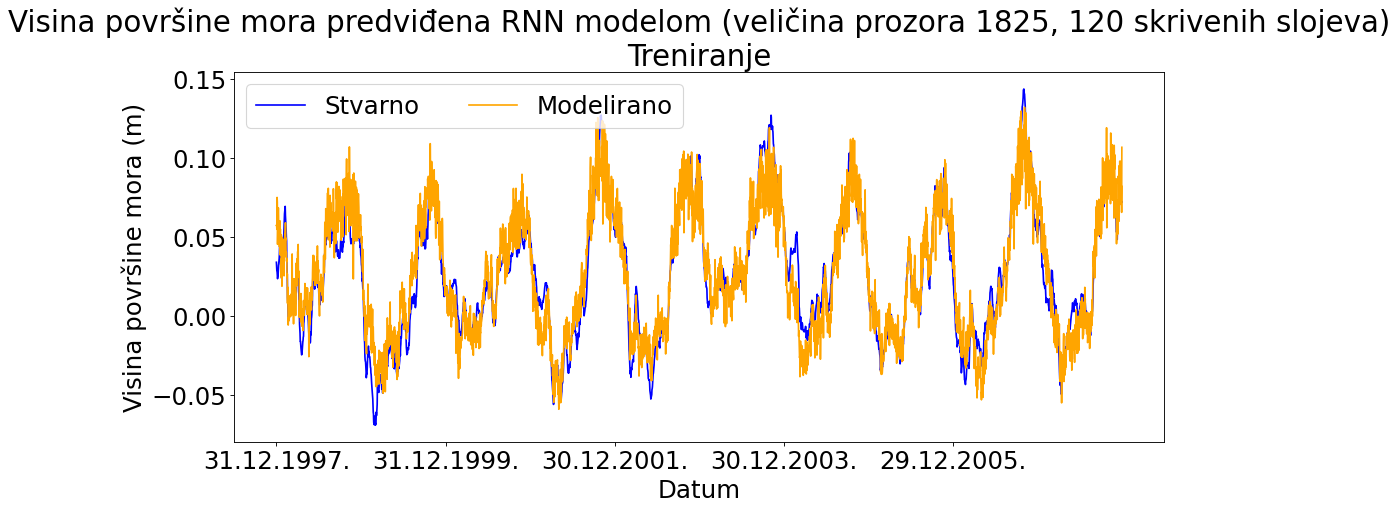 Visina površine mora predviđena RNN modelom (veličina prozora 1825, 120 skrivenih slojeva)
Treniranje
Stvarno
Modelirano
Visina površine mora (m)
0.15
0.10
0.05
0.00
−0.05
31.12.1997.
31.12.1999.
30.12.2001.
30.12.2003.
29.12.2005.
Datum